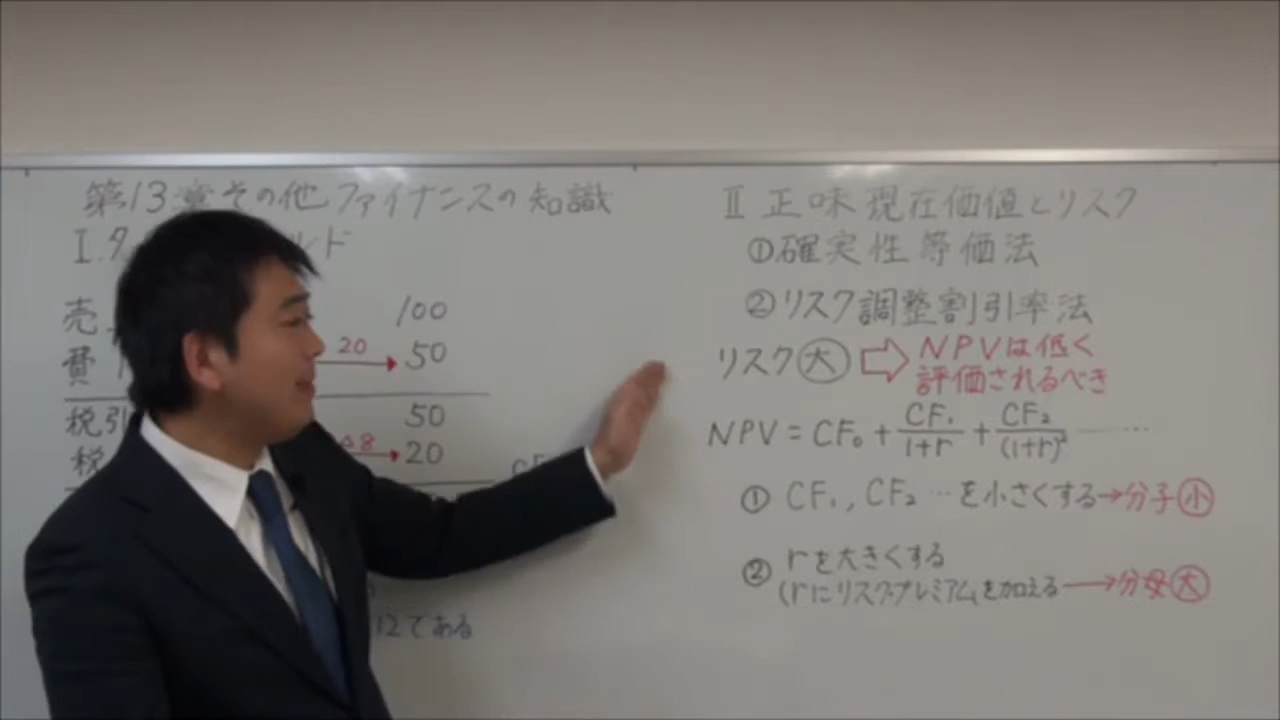 第13章その他ファイナンスの知識
I.タ ルド
売 100
費 20 50
税引 50
税 △8 20
CF
12である
II 正味現在価値とリスク
①確実性等価法
②リスク調整割引率法
リスク大 ⇨ NPVは低く
評価されるべき
NPV = CF₀ + CF₁/(1+r) + CF₂/(1+r)² ……
① CF₁, CF₂ …を小さくする→分子小
② rを大きくする
(rにリスクプレミアムを加える→分母大